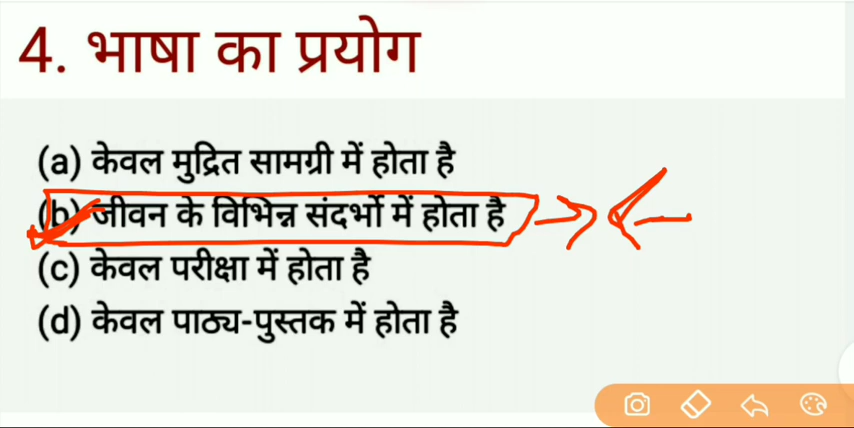 4. भाषा का प्रयोग
(a) केवल मुद्रित सामग्री में होता है
(b) जीवन के विभिन्न संदर्भो में होता है
(c) केवल परीक्षा में होता है
(d) केवल पाठ्य-पुस्तक में होता है